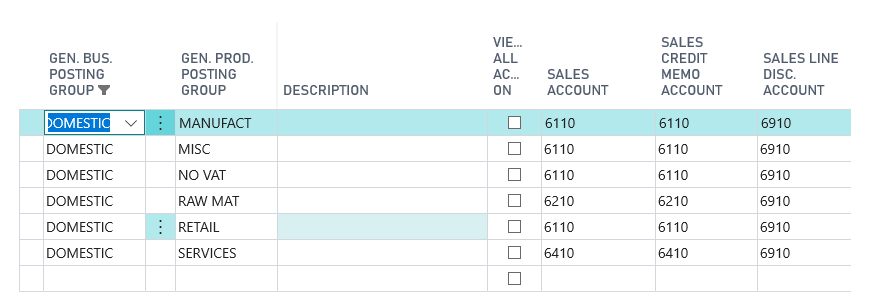 GEN. BUS. POSTING GROUP GEN. PROD. POSTING GROUP DESCRIPTION VIE... ALL AC... ON SALES ACCOUNT SALES CREDIT MEMO ACCOUNT SALES LINE DISC. ACCOUNT
DOMESTIC MANUFACT 6110 6110 6910
DOMESTIC MISC 6110 6110 6910
DOMESTIC NO VAT 6110 6110 6910
DOMESTIC RAW MAT 6210 6210 6910
DOMESTIC RETAIL 6110 6110 6910
DOMESTIC SERVICES 6410 6410 6910